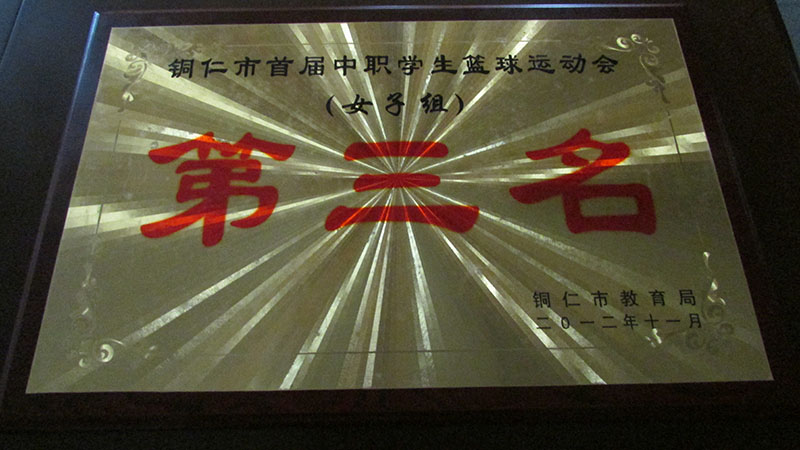 铜仁市首届中职学生篮球运动会
(女子组)
第三名
铜仁市教育局
二〇一二年十一月